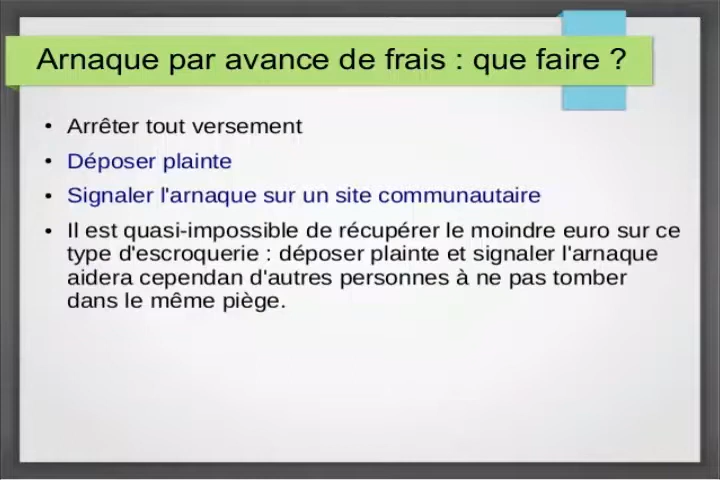 Arnaque par avance de frais : que faire ?
• Arrêter tout versement
• Déposer plainte
• Signaler l'arnaque sur un site communautaire
• Il est quasi-impossible de récupérer le moindre euro sur ce
type d'escroquerie : déposer plainte et signaler l'arnaque
aidera cependant d'autres personnes à ne pas tomber
dans le même piège.